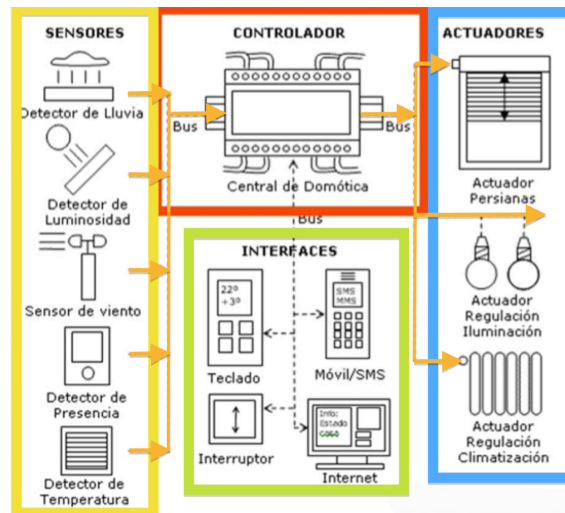 SENSORES
Detector de Lluvia
Detector de
Luminosidad
Sensor de viento
Detector de
Presencia
Detector de
Temperatura
CONTROLADOR
Bus
Bus
Central de Domótica
Bus
INTERFACES
22º
+3º
Teclado
SMS
MMS
Móvil/SMS
Interruptor
Info:
Estado
Internet
ACTUADORES
Actuador
Persianas
Actuador
Regulación
Iluminación
Actuador
Regulación
Climatización